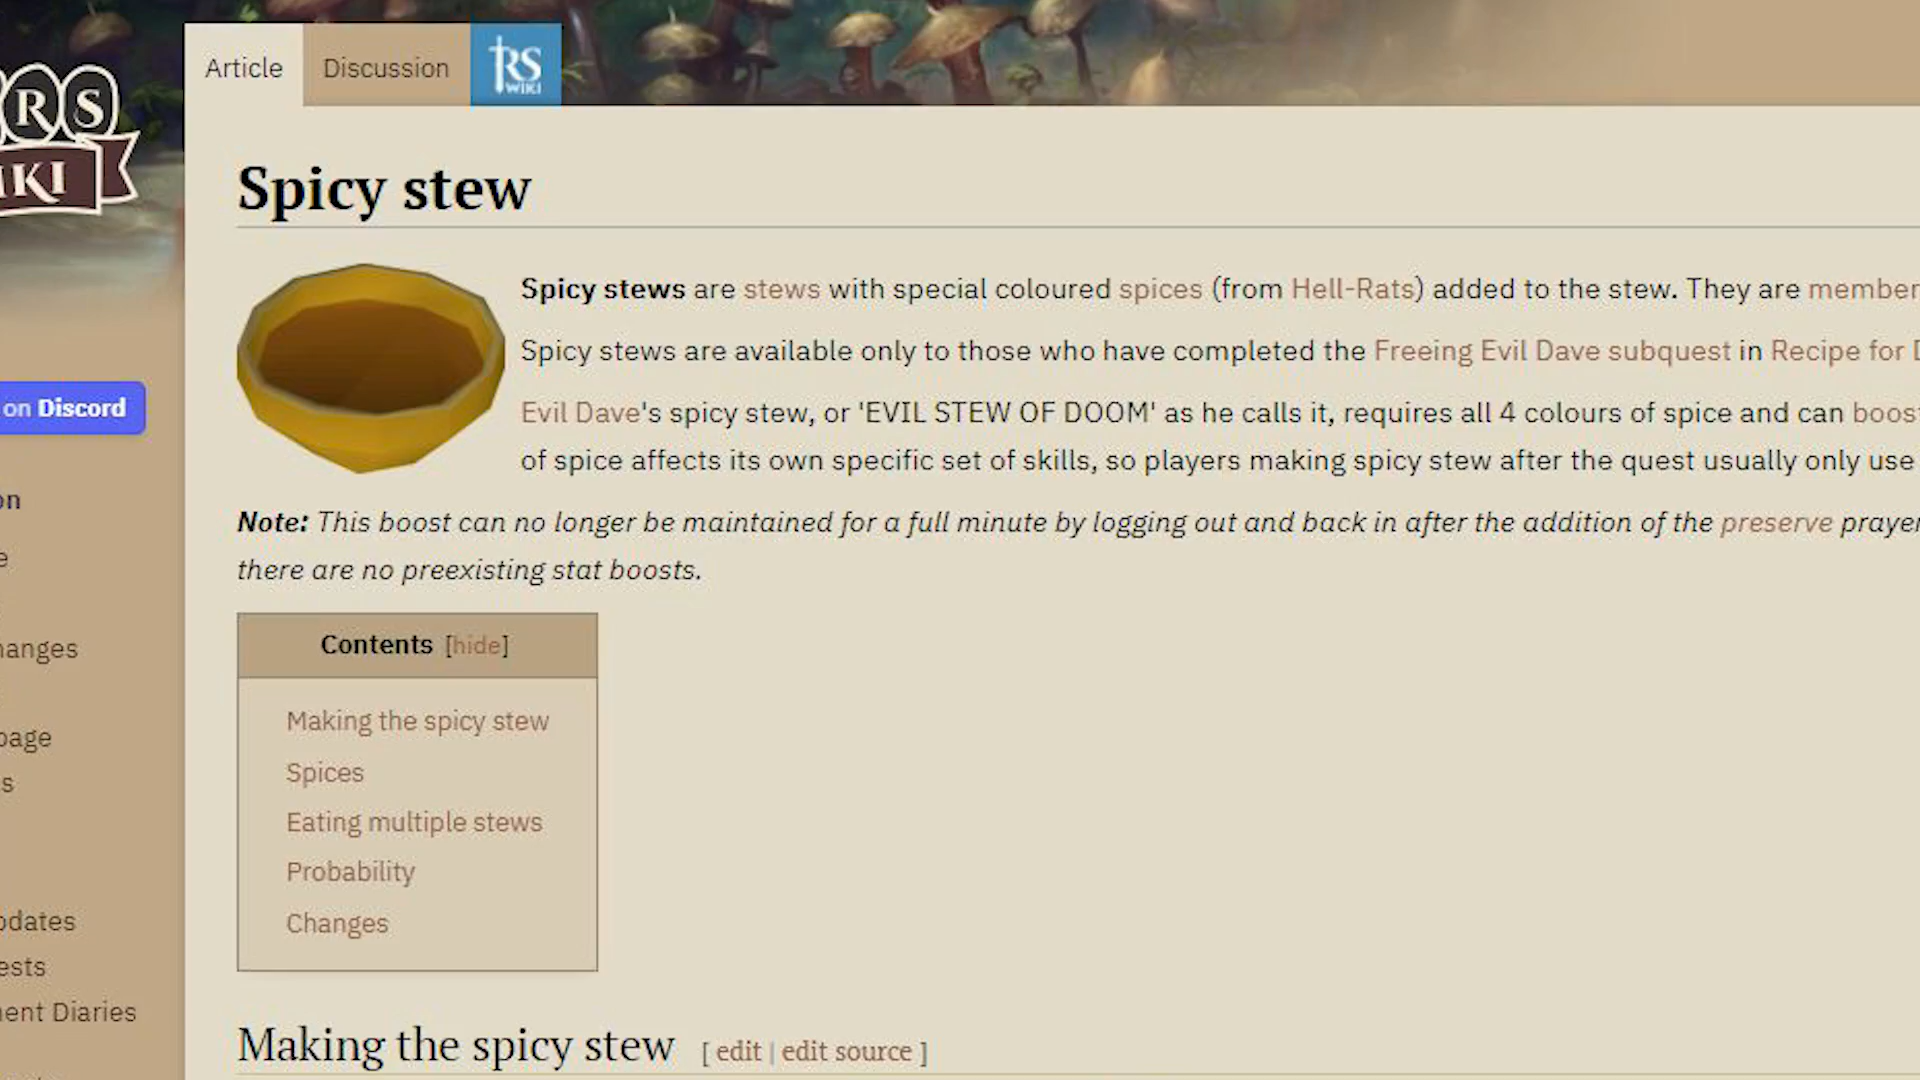 Article
Discussion
RS
WIKI
RS
Spicy stew
Spicy stews are stews with special coloured spices (from Hell-Rats) added to the stew. They are member
Spicy stews are available only to those who have completed the Freeing Evil Dave subquest in Recipe for D
on Discord
Evil Dave's spicy stew, or 'EVIL STEW OF DOOM' as he calls it, requires all 4 colours of spice and can boost
of spice affects its own specific set of skills, so players making spicy stew after the quest usually only use
Note: This boost can no longer be maintained for a full minute by logging out and back in after the addition of the preserve prayer
there are no preexisting stat boosts.
Contents [hide]
Making the spicy stew
Spices
Eating multiple stews
Probability
Changes
hanges
page
s
pdates
ests
ent Diaries
Making the spicy stew [ edit | edit source ]